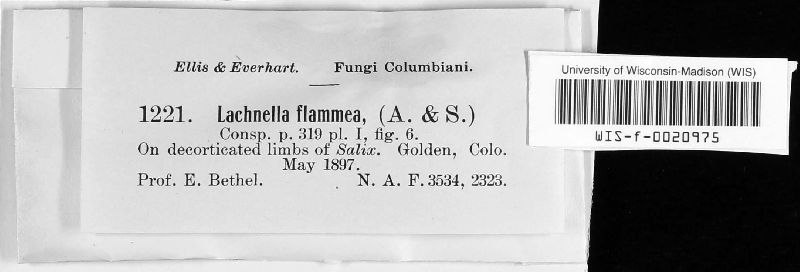 Ellis & Everhart. Fungi Columbiani.
1221. Lachnella flammea, (A. & S.)
Consp. p. 319 pl. I, fig. 6.
On decorticated limbs of Salix. Golden, Colo.
May 1897.
Prof. E. Bethel. N. A. F. 3534, 2323.
University of Wisconsin-Madison (WIS)
WIS-f-0020975